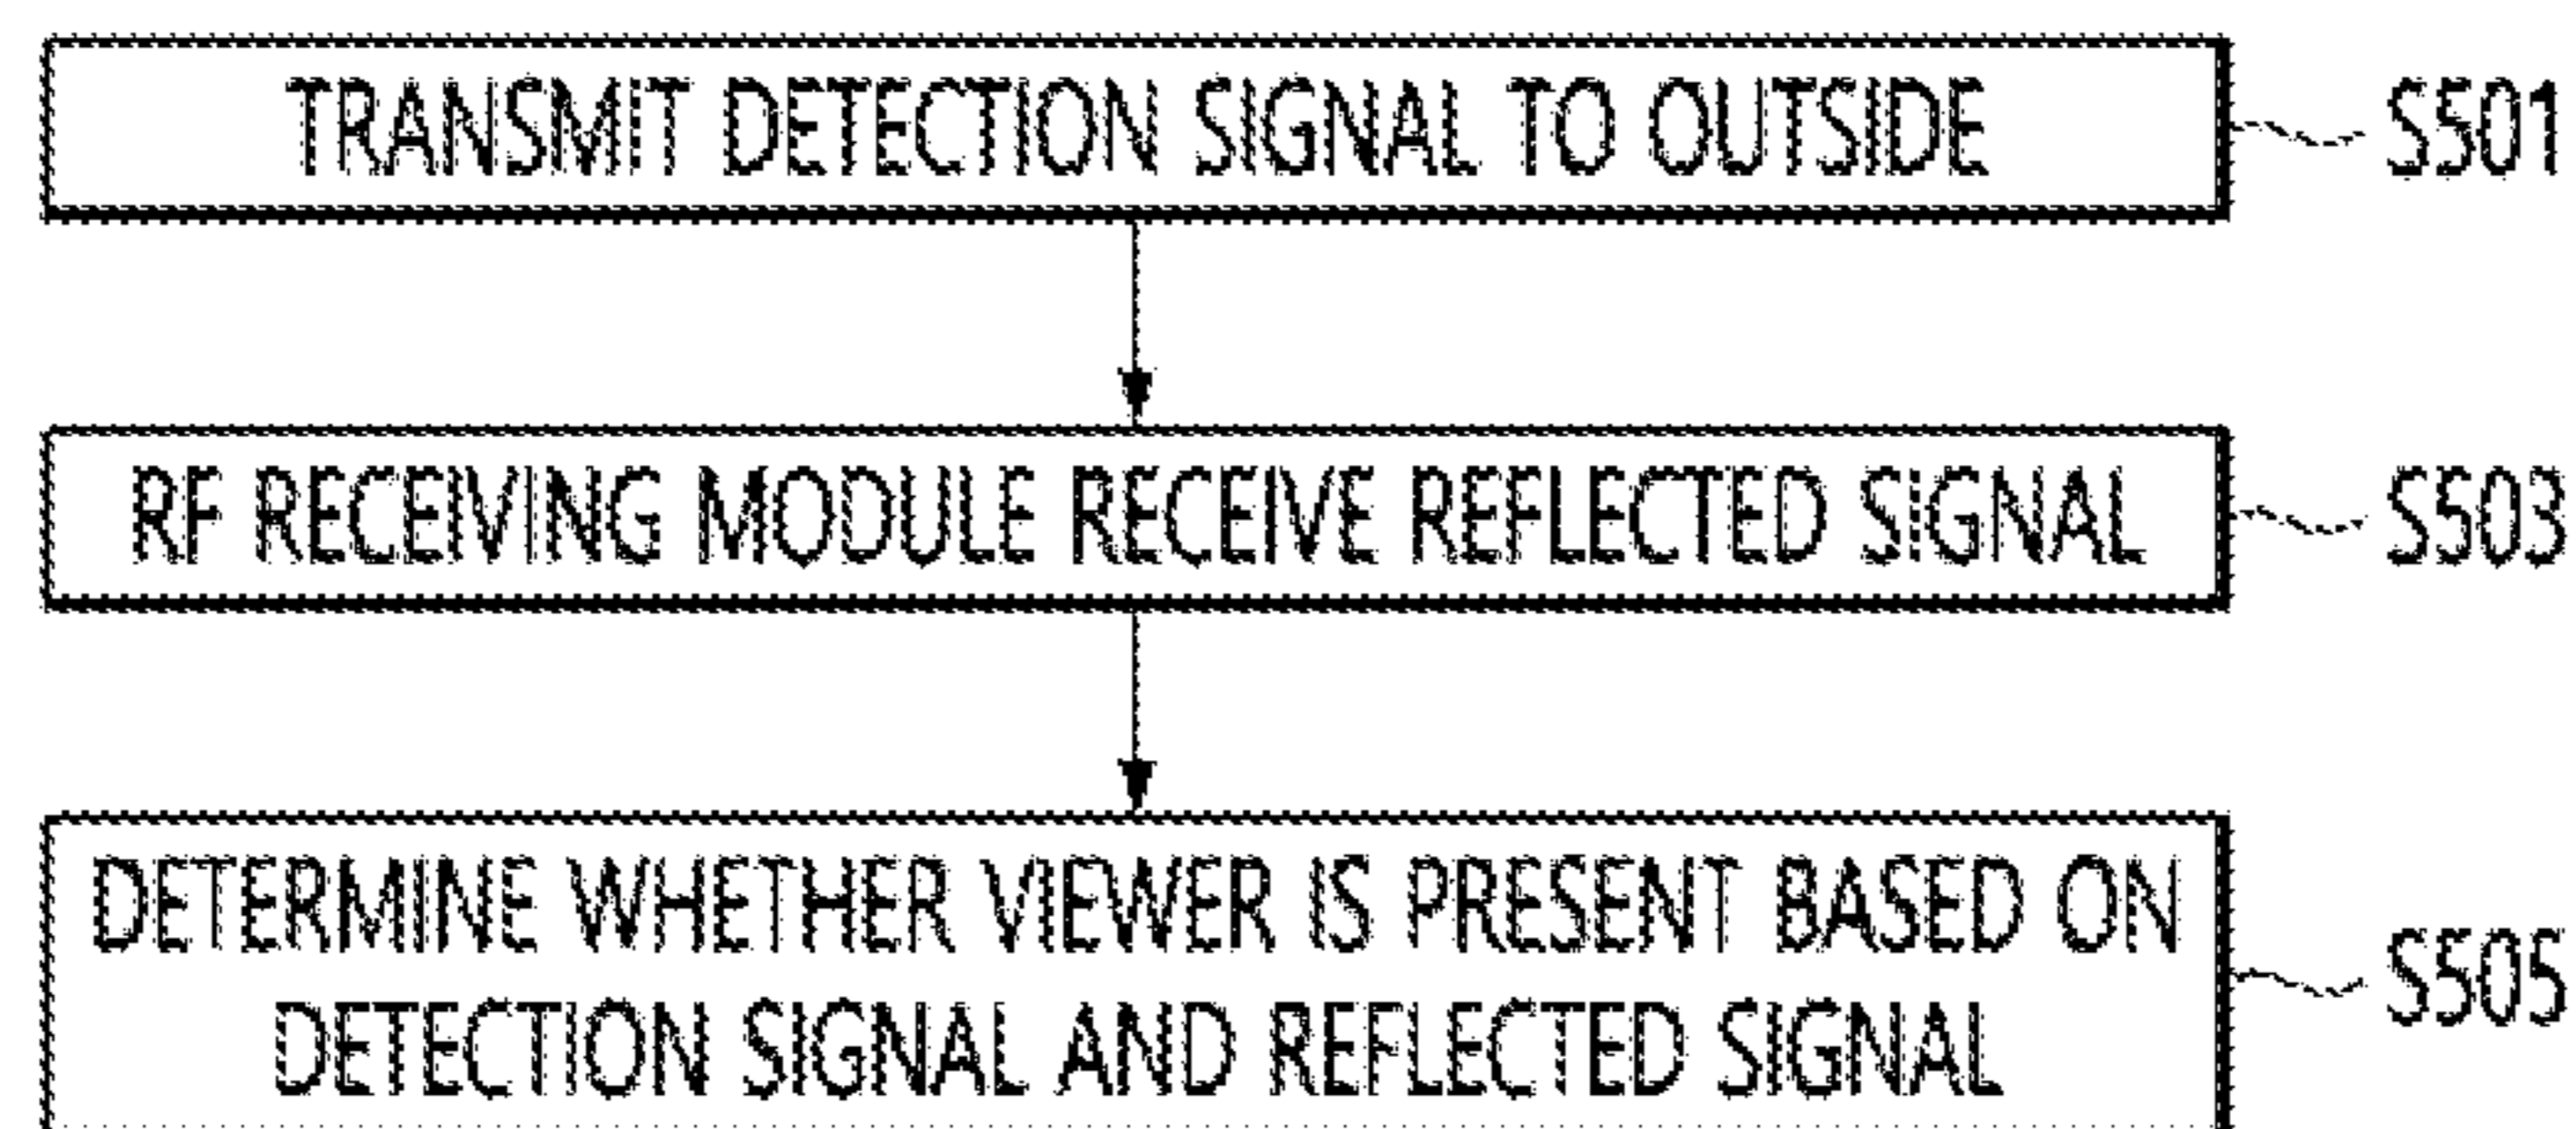 TRANSMIT DETECTION SIGNAL TO OUTSIDE S501
RF RECEIVING MODULE RECEIVE REFLECTED SIGNAL S503
DETERMINE WHETHER VIEWER IS PRESENT BASED ON
DETECTION SIGNAL AND REFLECTED SIGNAL
S505